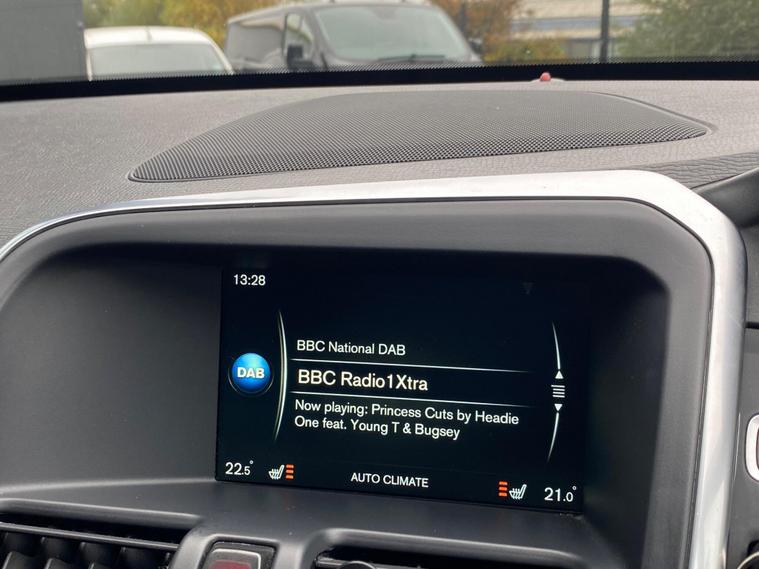 13:28
BBC National DAB
DAB
BBC Radio1Xtra
Now playing: Princess Cuts by Headie
One feat. Young T & Bugsey
22.5°
AUTO CLIMATE
21.0°